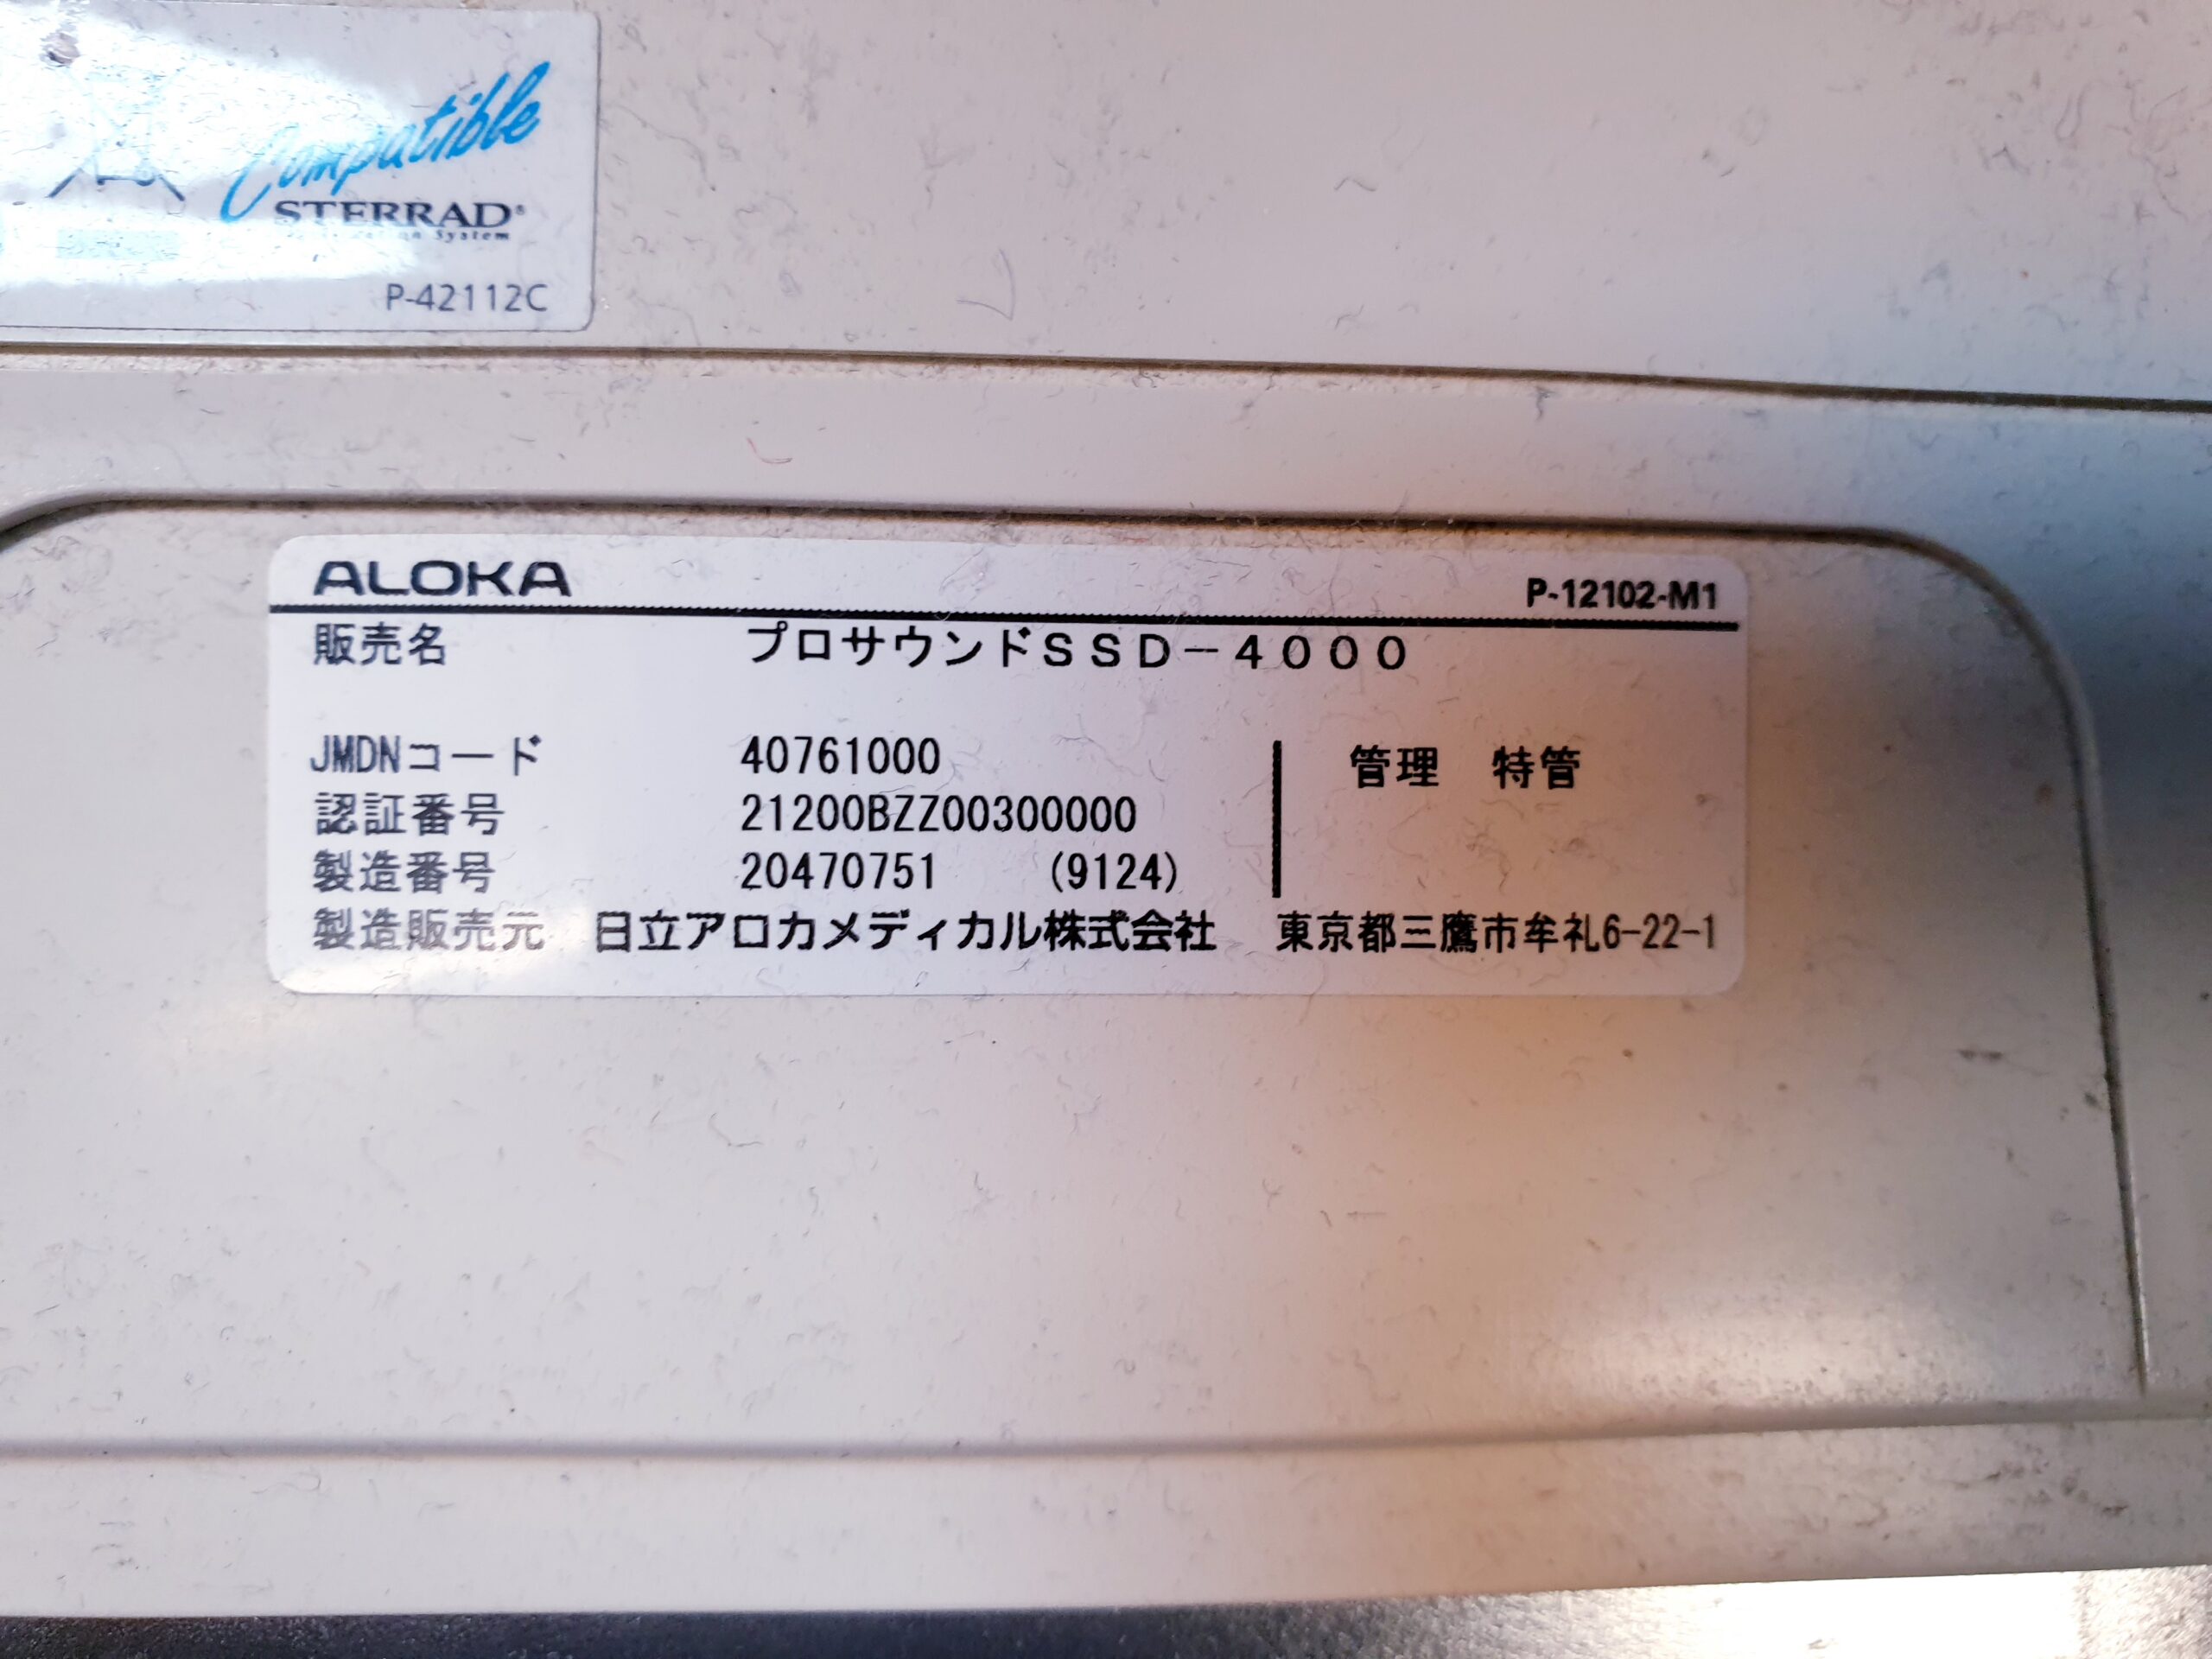 Compatible
STERRAD®
System
P-42112C
ALOKA P-12102-M1
販売名 プロサウンドSSD-4000
JMDNコード 40761000 管理 特管
認証番号 21200BZZ00300000
製造番号 20470751 (9124)
製造販売元 日立アロカメディカル株式会社 東京都三鷹市牟礼6-22-1